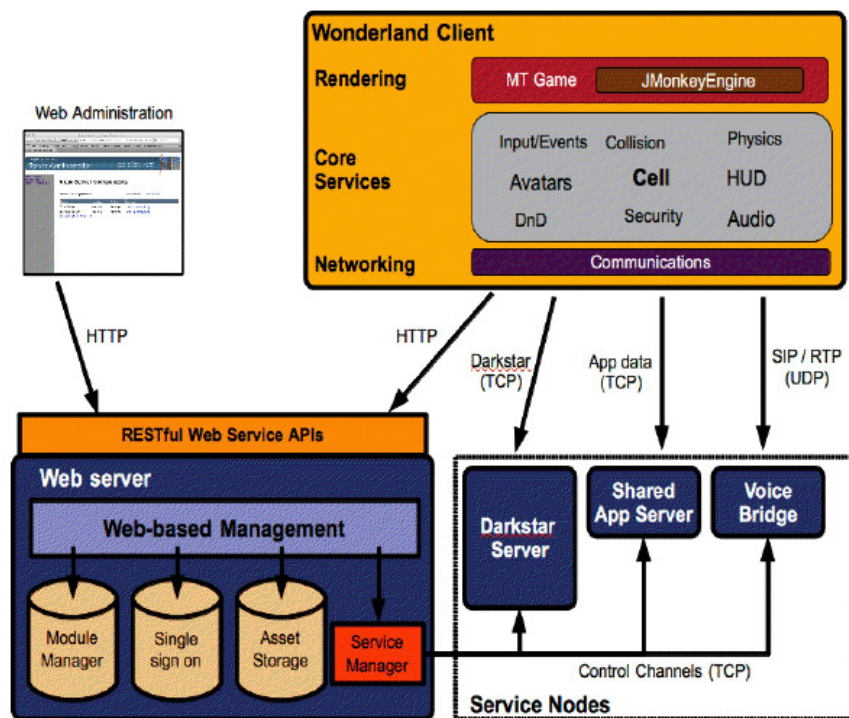 Wonderland Client
Rendering
MT Game
JMonkeyEngine
Web Administration
Core
Services
Input/Events
Collision
Physics
Avatars
Cell
HUD
DnD
Security
Audio
Networking
Communications
HTTP
HTTP
Darkstar
(TCP)
App data
(TCP)
SIP / RTP
(UDP)
RESTful Web Service APIs
Web server
Web-based Management
Module
Manager
Single
sign on
Asset
Storage
Service
Manager
Darkstar
Server
Shared
App Server
Voice
Bridge
Control Channels (TCP)
Service Nodes